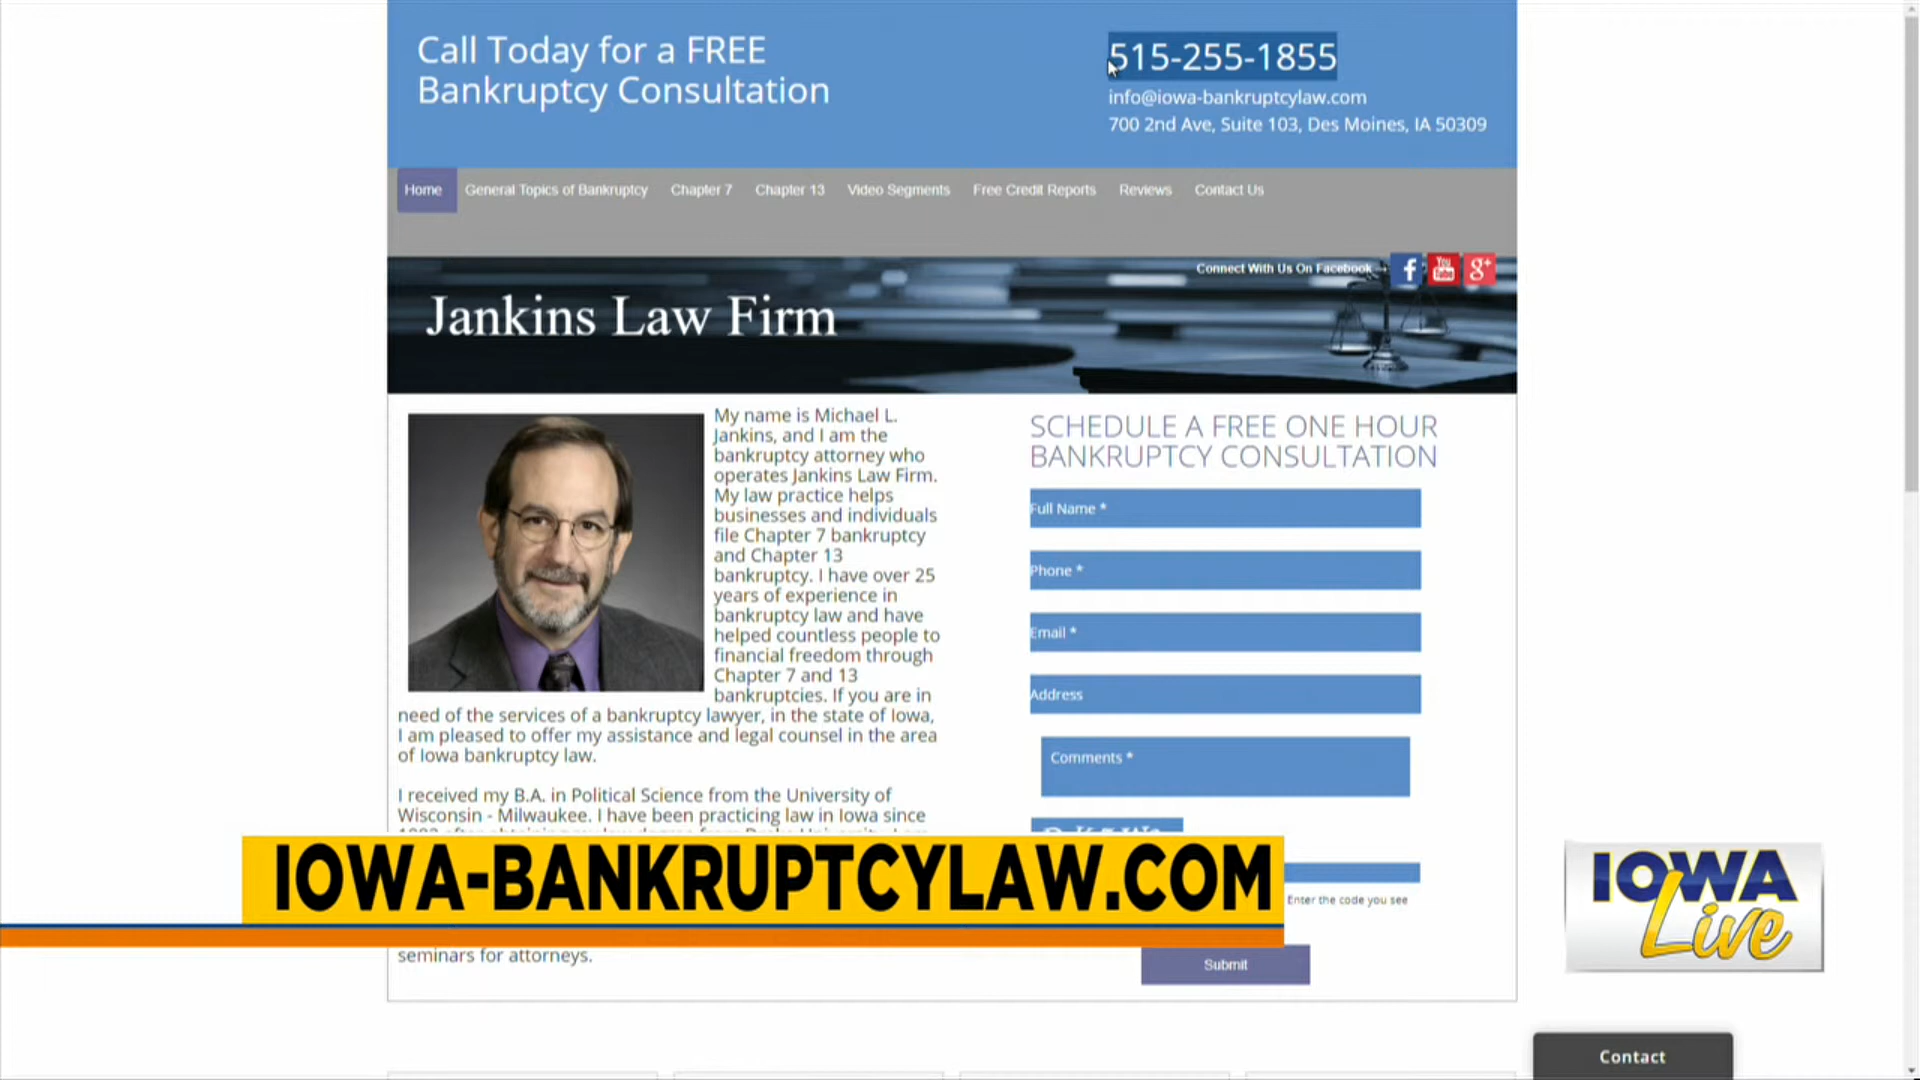 Call Today for a FREE
Bankruptcy Consultation
515-255-1855
info@iowa-bankruptcylaw.com
700 2nd Ave, Suite 103, Des Moines, IA 50309
Home General Topics of Bankruptcy Chapter 7 Chapter 13 Video Segments Free Credit Reports Reviews Contact Us
Connect With Us On Facebook
f You Tube g+
Jankins Law Firm
My name is Michael L.
Jankins, and I am the
bankruptcy attorney who
operates Jankins Law Firm.
My law practice helps
businesses and individuals
file Chapter 7 bankruptcy
and Chapter 13
bankruptcy. I have over 25
years of experience in
bankruptcy law and have
helped countless people to
financial freedom through
Chapter 7 and 13
bankruptcies. If you are in
need of the services of a bankruptcy lawyer, in the state of Iowa,
I am pleased to offer my assistance and legal counsel in the area
of Iowa bankruptcy law.
I received my B.A. in Political Science from the University of
Wisconsin - Milwaukee. I have been practicing law in Iowa since
seminars for attorneys.
SCHEDULE A FREE ONE HOUR
BANKRUPTCY CONSULTATION
Full Name *
Phone *
Email *
Address
Comments *
Enter the code you see
Submit
IOWA-BANKRUPTCYLAW.COM
IOWA
Live
Contact